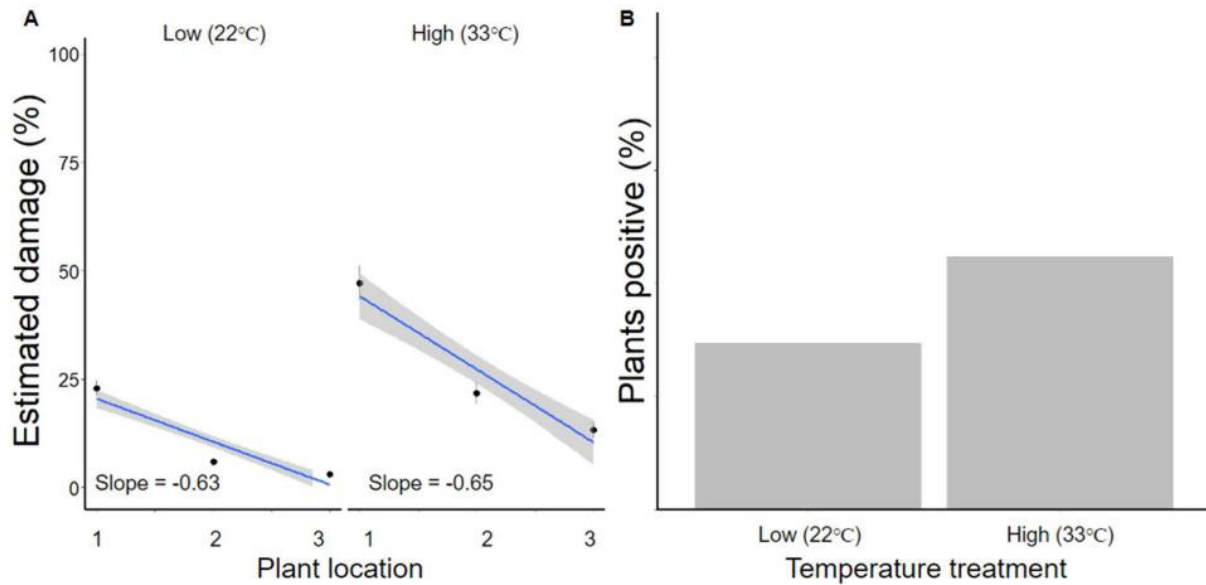 A
Low (22°C)
High (33°C)
Estimated damage (%)
100
75
50
25
0
Slope = -0.63
Slope = -0.65
1 2 3 1 2 3
Plant location
B
Plants positive (%)
Low (22°C) High (33°C)
Temperature treatment